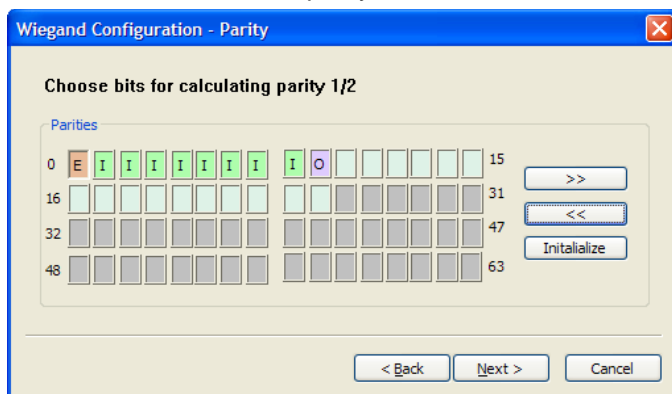 Wiegand Configuration - Parity
Choose bits for calculating parity 1/2
Parities
0 E I I I I I I I I O 15
>>
16 31
<<
32 47
Initalialize
48 63
< Back Next > Cancel